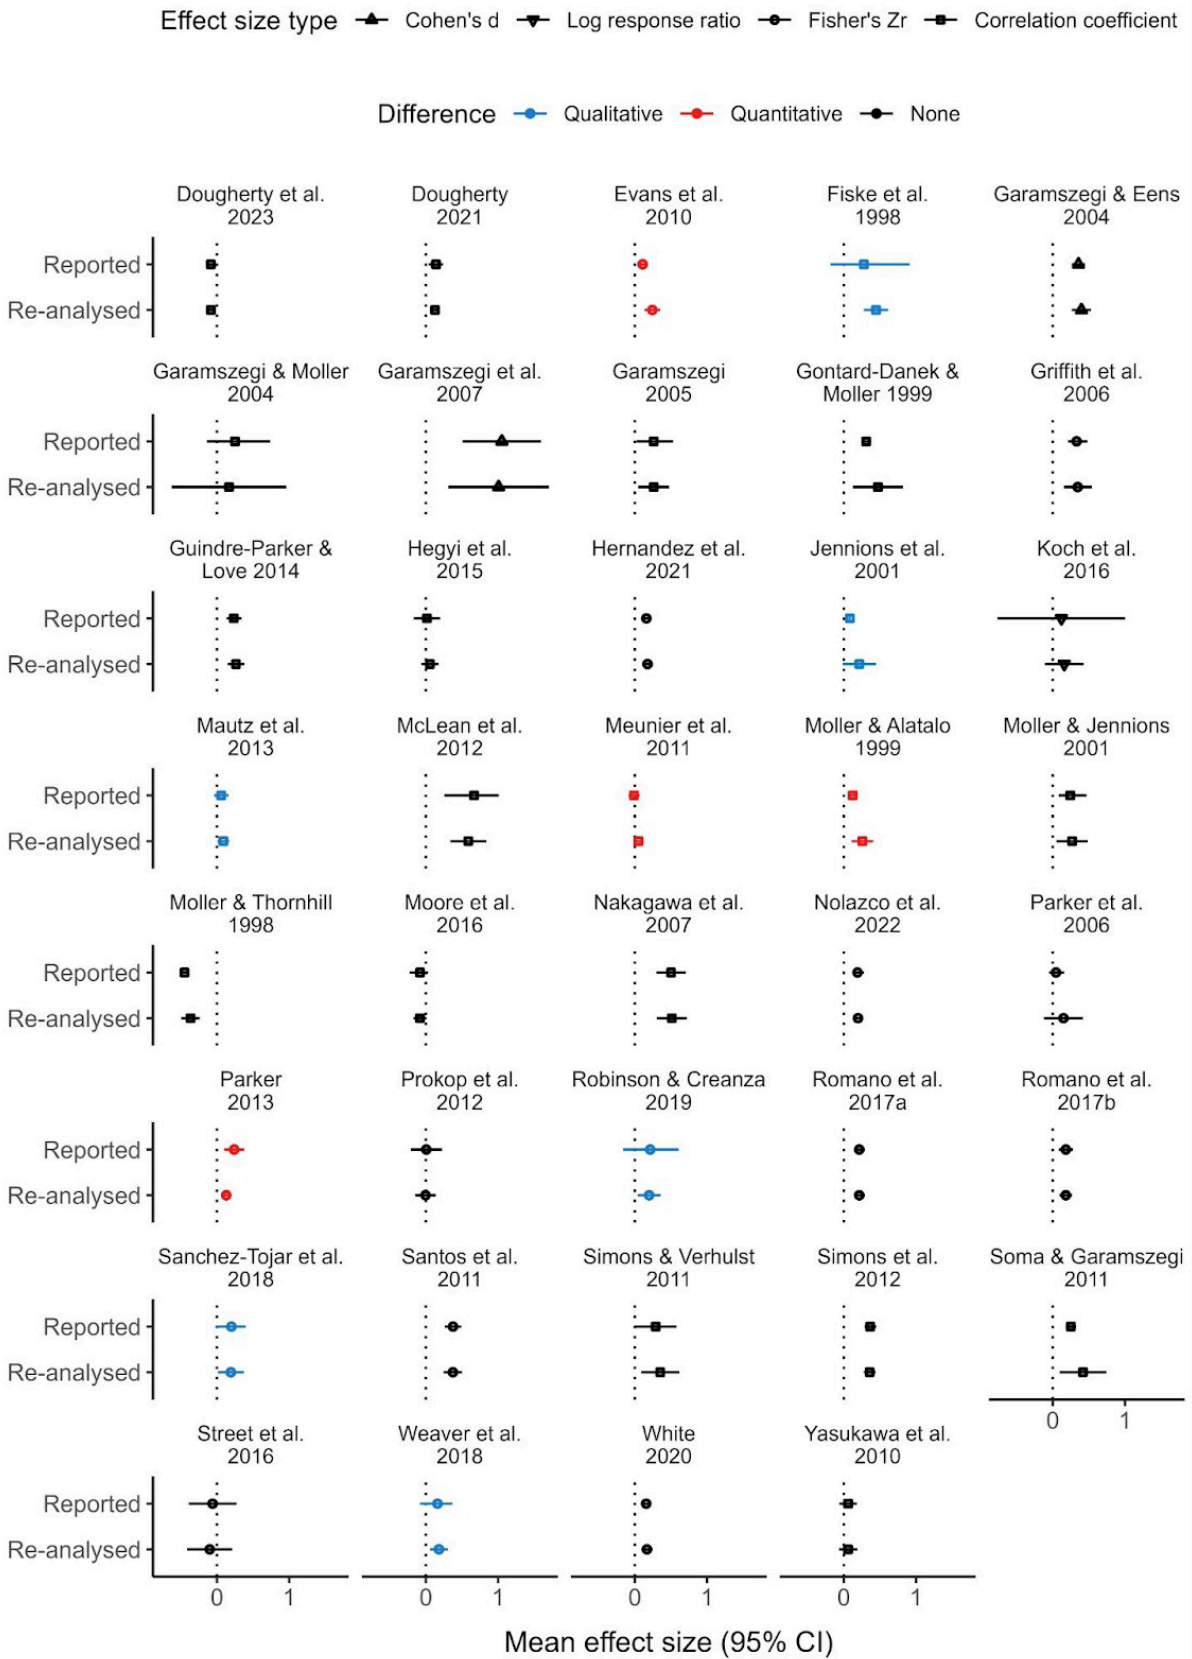 Effect size type Cohen's d Log response ratio Fisher's Zr Correlation coefficient
Difference Qualitative Quantitative None
Dougherty et al. 2023
Dougherty 2021
Evans et al. 2010
Fiske et al. 1998
Garamszegi & Eens 2004
Reported
Re-analysed
Garamszegi & Moller 2004
Garamszegi et al. 2007
Garamszegi 2005
Gontard-Danek & Moller 1999
Griffith et al. 2006
Reported
Re-analysed
Guindre-Parker & Love 2014
Hegyi et al. 2015
Hernandez et al. 2021
Jennions et al. 2001
Koch et al. 2016
Reported
Re-analysed
Mautz et al. 2013
McLean et al. 2012
Meunier et al. 2011
Moller & Alatalo 1999
Moller & Jennions 2001
Reported
Re-analysed
Moller & Thornhill 1998
Moore et al. 2016
Nakagawa et al. 2007
Nolazco et al. 2022
Parker et al. 2006
Reported
Re-analysed
Parker 2013
Prokop et al. 2012
Robinson & Creanza 2019
Romano et al. 2017a
Romano et al. 2017b
Reported
Re-analysed
Sanchez-Tojar et al. 2018
Santos et al. 2011
Simons & Verhulst 2011
Simons et al. 2012
Soma & Garamszegi 2011
Reported
Re-analysed
0 1
Street et al. 2016
Weaver et al. 2018
White 2020
Yasukawa et al. 2010
Reported
Re-analysed
0 1 0 1 0 1 0 1
Mean effect size (95% CI)